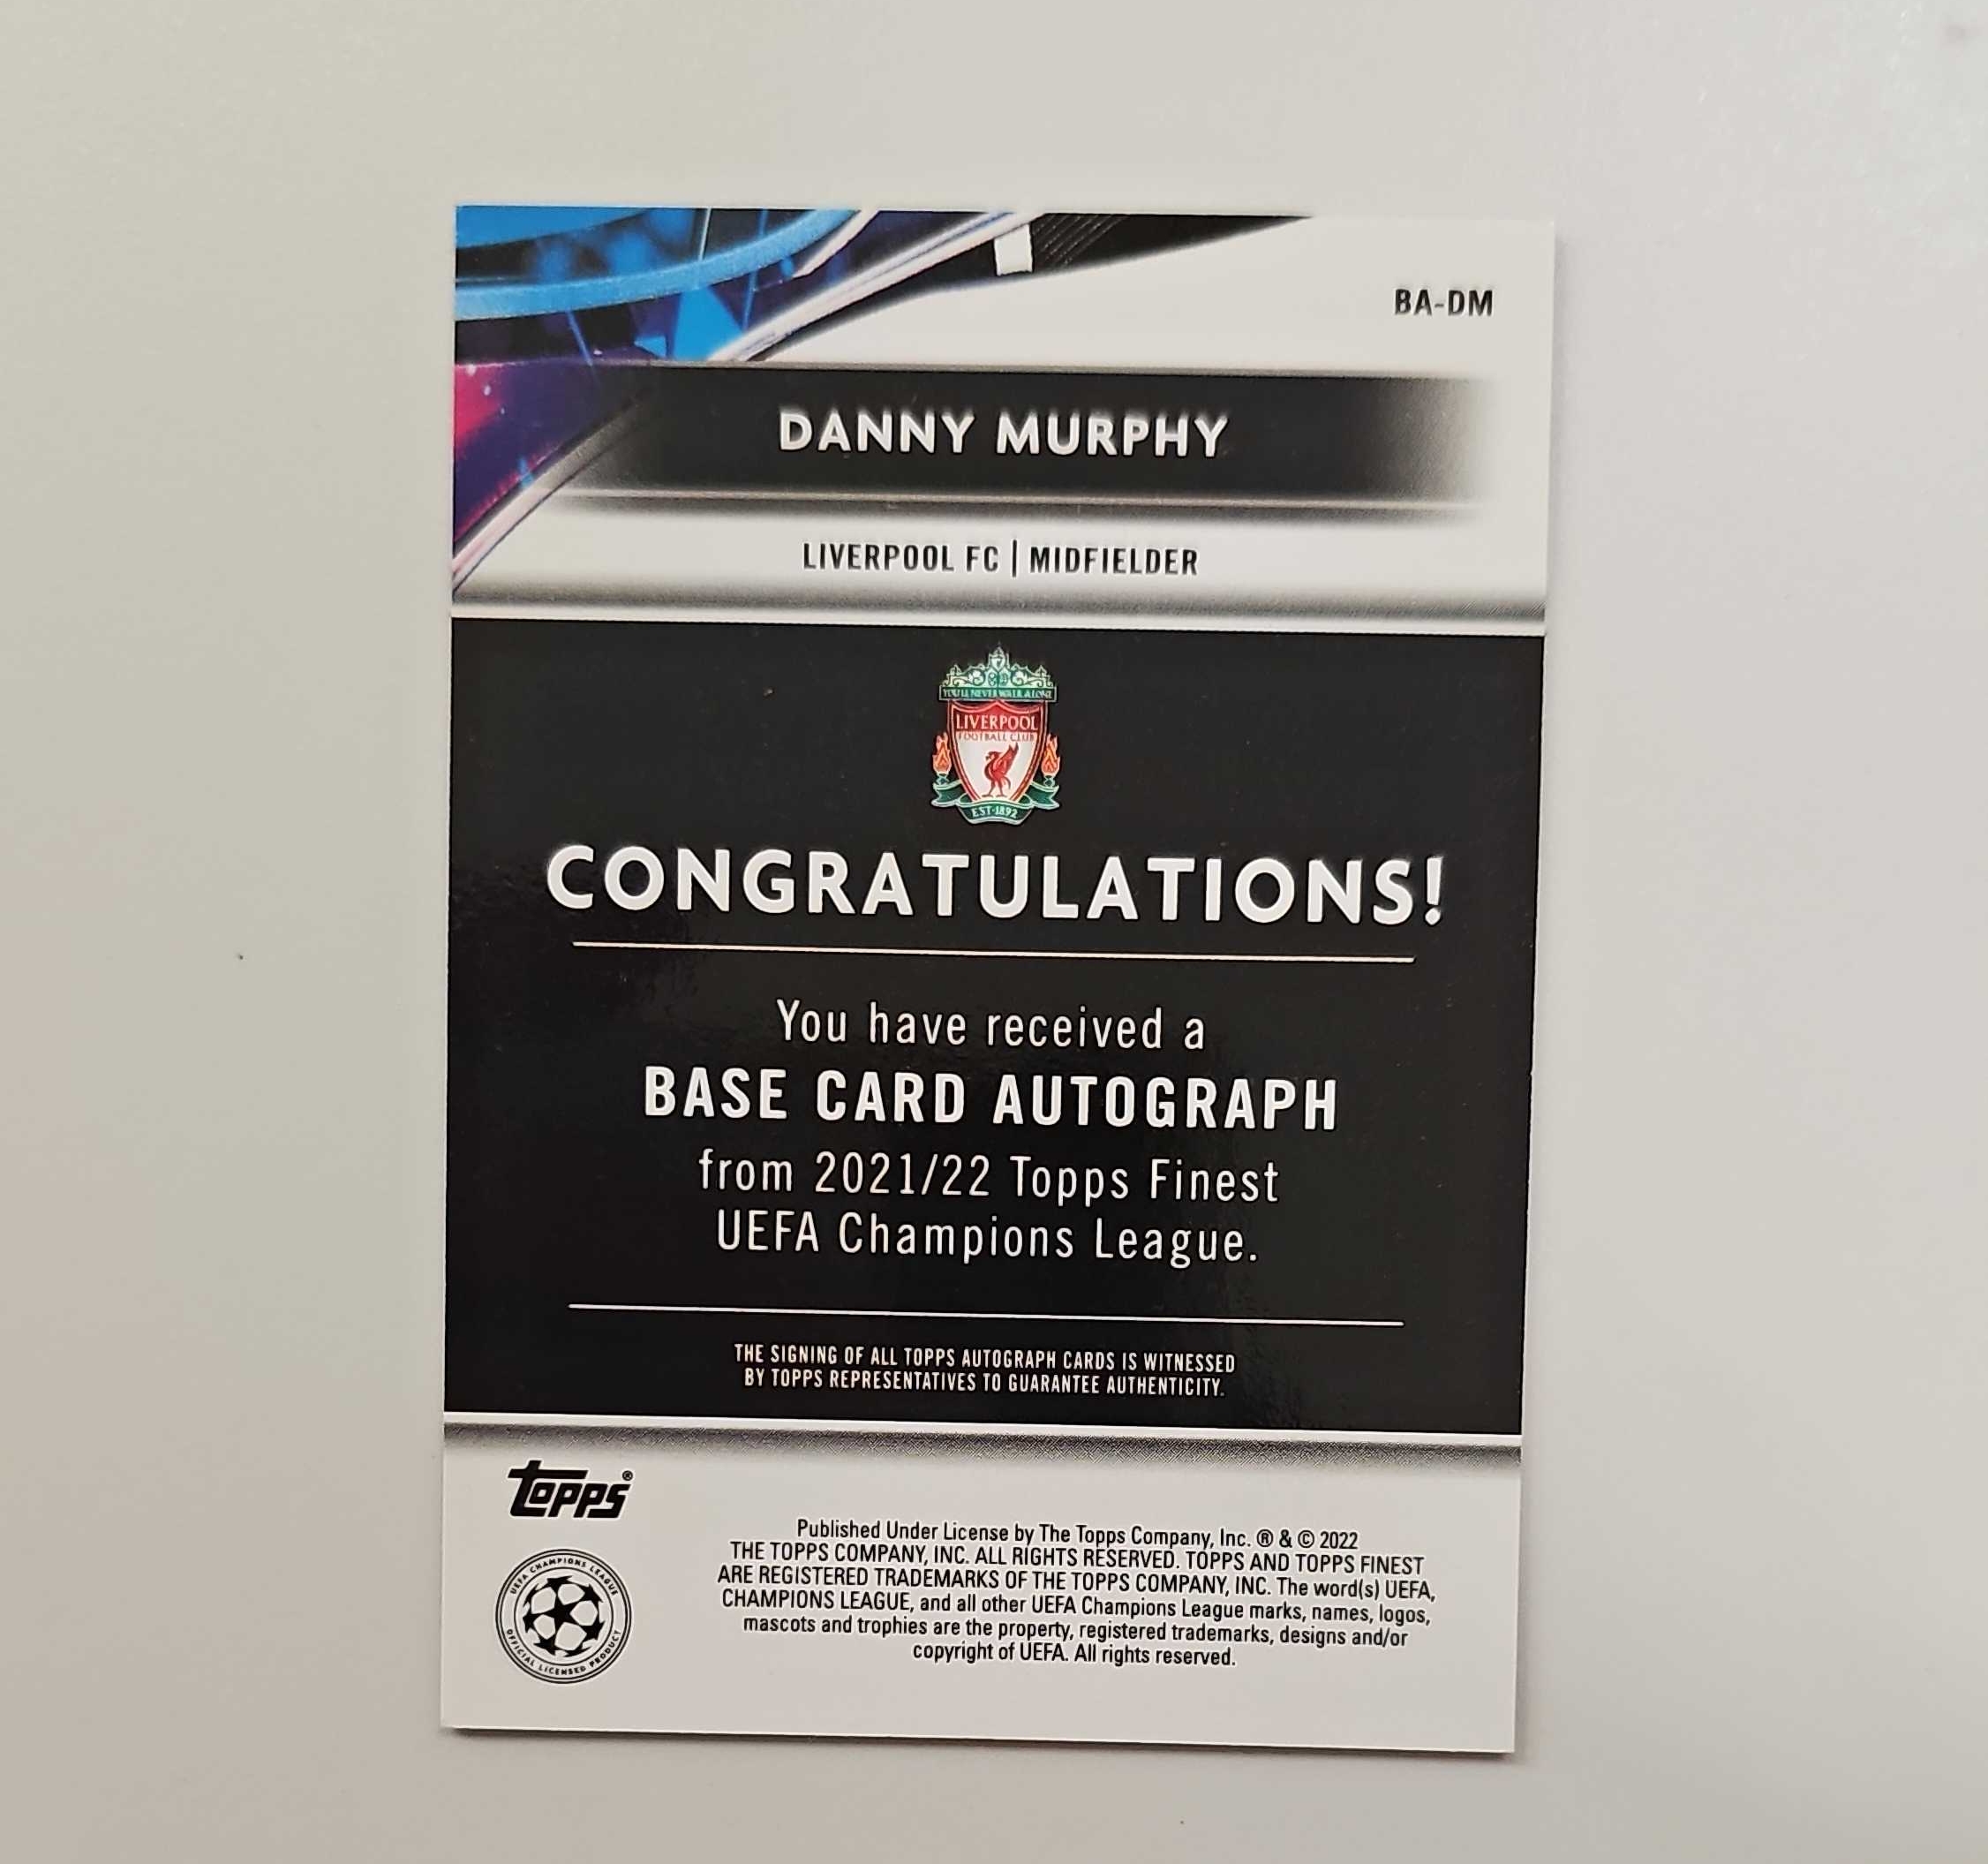 BA-DM
DANNY MURPHY
LIVERPOOL FC | MIDFIELDER
YOU'LL NEVER WALK ALONE
LIVERPOOL
FOOTBALL CLUB
EST·1892
CONGRATULATIONS!
You have received a
BASE CARD AUTOGRAPH
from 2021/22 Topps Finest
UEFA Champions League.
THE SIGNING OF ALL TOPPS AUTOGRAPH CARDS IS WITNESSED
BY TOPPS REPRESENTATIVES TO GUARANTEE AUTHENTICITY.
topps®
UEFA CHAMPIONS LEAGUE
OFFICIAL LICENSED PRODUCT
Published Under License by The Topps Company, Inc. ® & © 2022
THE TOPPS COMPANY, INC. ALL RIGHTS RESERVED. TOPPS AND TOPPS FINEST
ARE REGISTERED TRADEMARKS OF THE TOPPS COMPANY, INC. The word(s) UEFA,
CHAMPIONS LEAGUE, and all other UEFA Champions League marks, names, logos,
mascots and trophies are the property, registered trademarks, designs and/or
copyright of UEFA. All rights reserved.